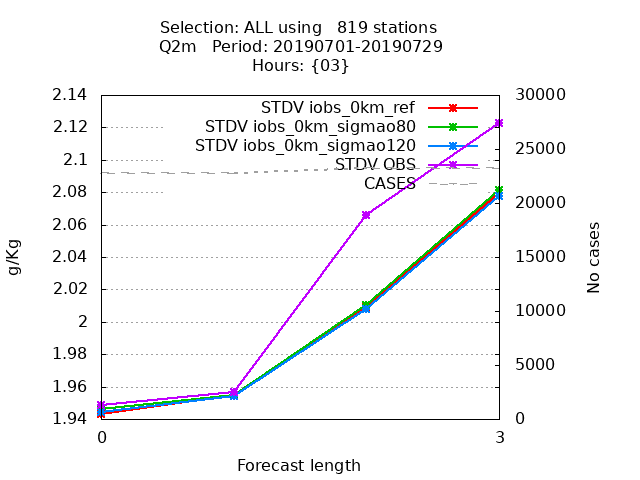 Selection: ALL using   819 stations
Q2m   Period: 20190701-20190729
Hours: {03}
2.14
2.12
2.1
2.08
2.06
2.04
2.02
2
1.98
1.96
1.94
30000
25000
20000
15000
10000
5000
0
STDV iobs_0km_ref
STDV iobs_0km_sigmao80
STDV iobs_0km_sigmao120
STDV OBS
CASES
g/Kg
No cases
0
3
Forecast length